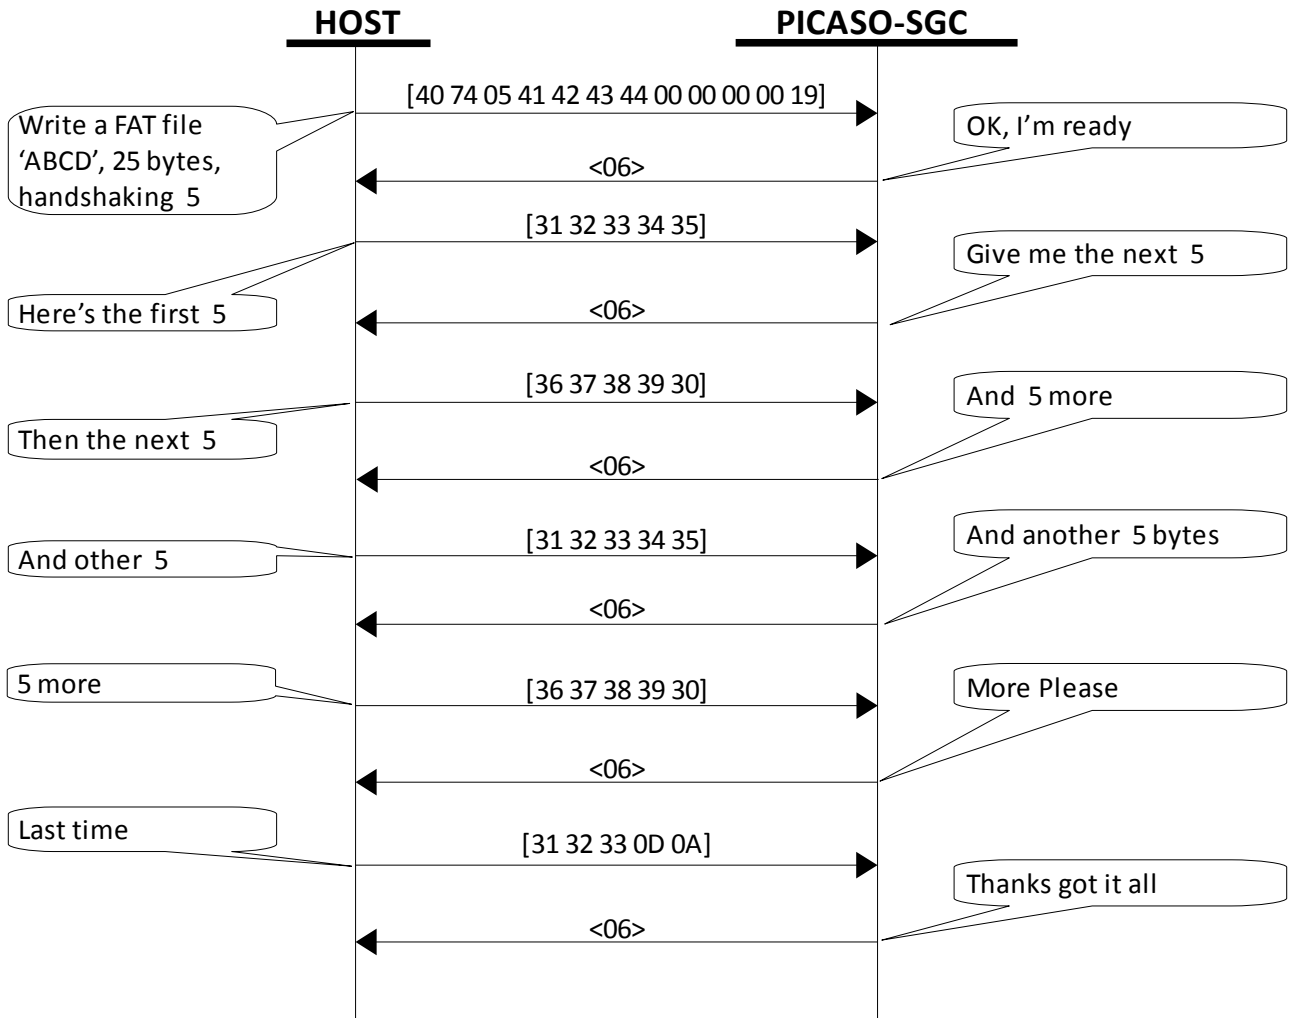 HOST
PICASO-SGC
[40 74 05 41 42 43 44 00 00 00 00 19]
Write a FAT file
‘ABCD’, 25 bytes,
handshaking 5
OK, I’m ready
<06>
[31 32 33 34 35]
Give me the next 5
Here’s the first 5
<06>
[36 37 38 39 30]
And 5 more
Then the next 5
<06>
[31 32 33 34 35]
And another 5 bytes
And other 5
<06>
5 more
[36 37 38 39 30]
More Please
<06>
Last time
[31 32 33 0D 0A]
Thanks got it all
<06>